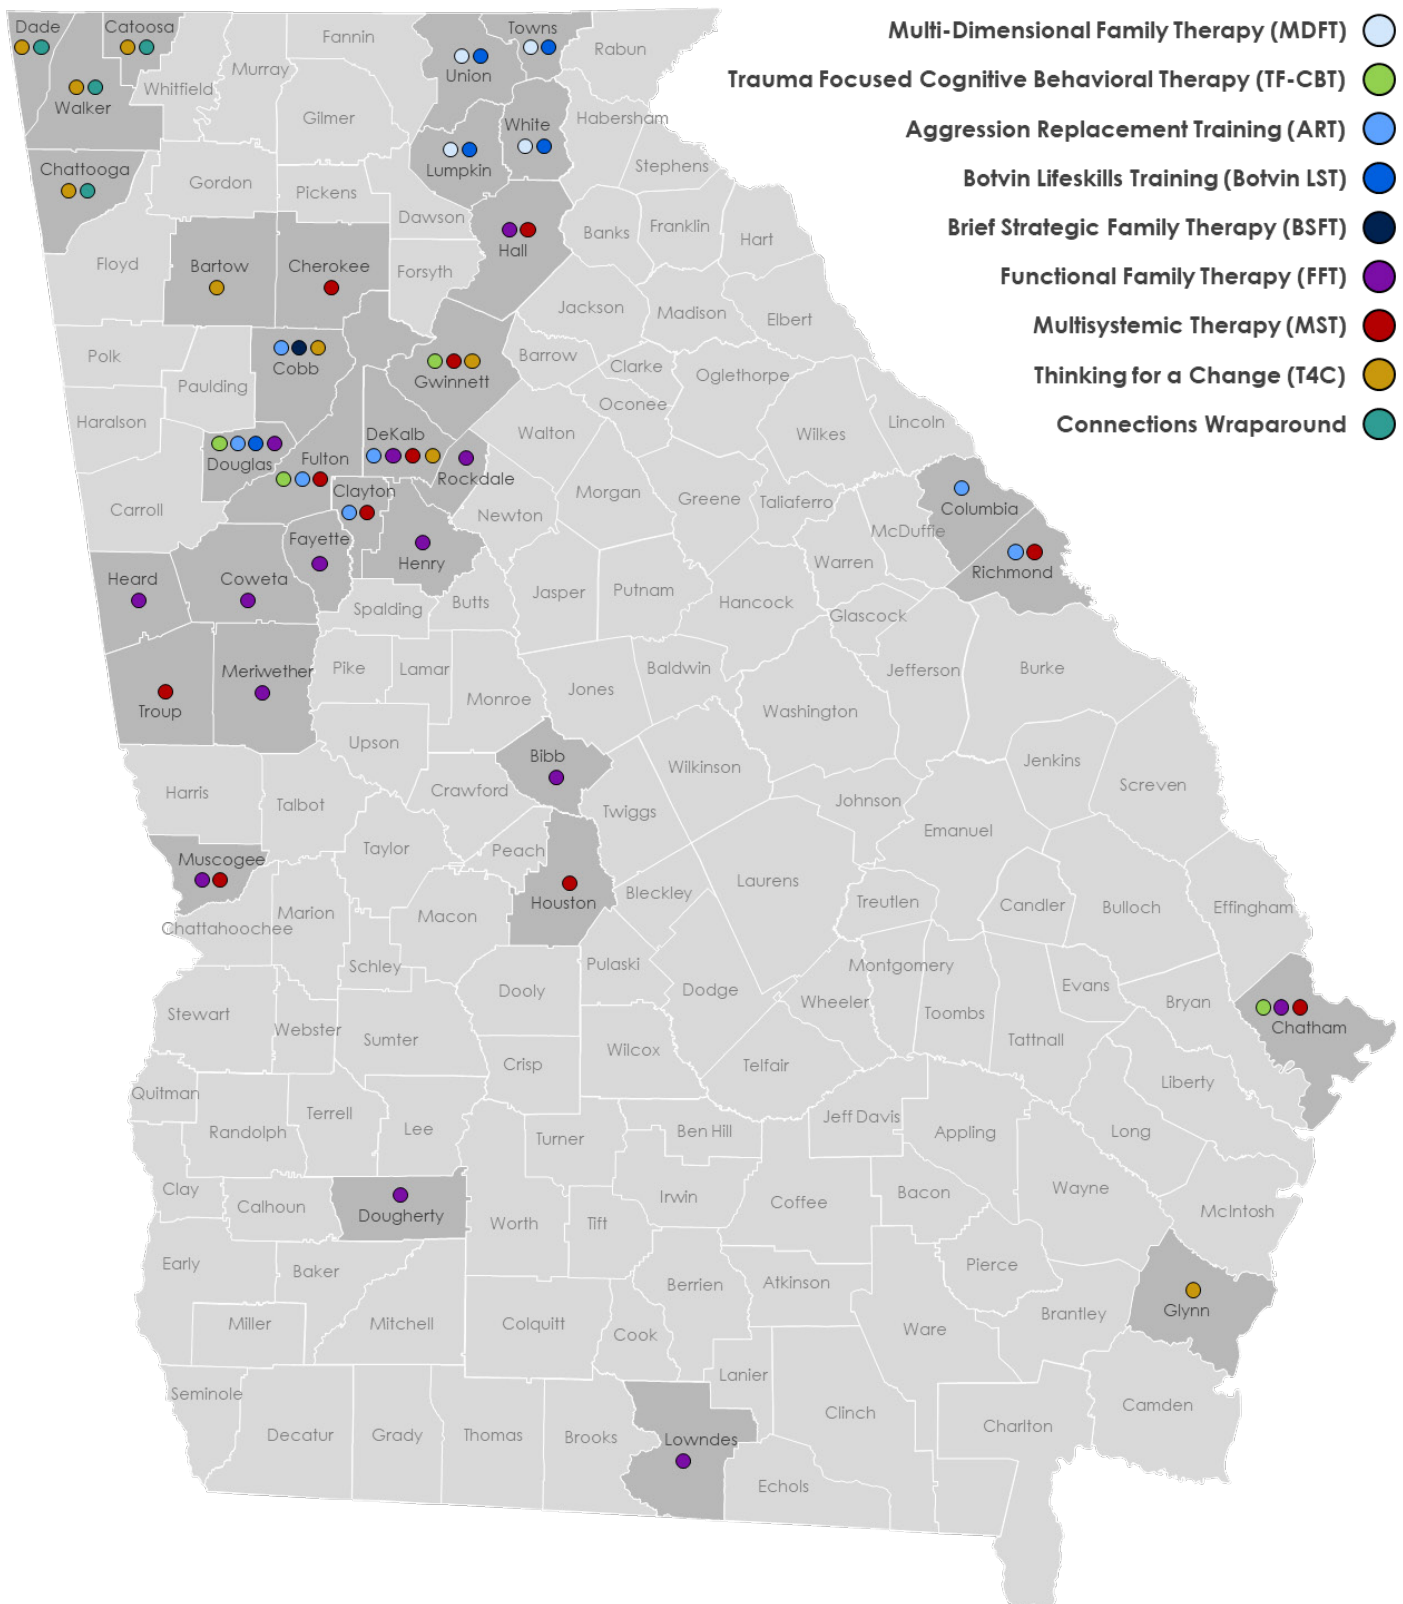 Multi-Dimensional Family Therapy (MDFT)
Trauma Focused Cognitive Behavioral Therapy (TF-CBT)
Aggression Replacement Training (ART)
Botvin Lifeskills Training (Botvin LST)
Brief Strategic Family Therapy (BSFT)
Functional Family Therapy (FFT)
Multisystemic Therapy (MST)
Thinking for a Change (T4C)
Connections Wraparound
Dade
Catoosa
Fannin
Towns
Rabun
Union
Murray
Whitfield
Walker
Gilmer
White
Habersham
Lumpkin
Stephens
Chattooga
Gordon
Pickens
Dawson
Hall
Banks
Franklin
Hart
Floyd
Bartow
Cherokee
Forsyth
Jackson
Madison
Elbert
Polk
Cobb
Paulding
Gwinnett
Barrow
Clarke
Oglethorpe
Oconee
Haralson
Douglas
Fulton
DeKalb
Rockdale
Walton
Wilkes
Lincoln
Carroll
Clayton
Newton
Morgan
Greene
Taliaferro
McDuffie
Columbia
Fayette
Henry
Warren
Richmond
Heard
Coweta
Spalding
Butts
Jasper
Putnam
Hancock
Glascock
Troup
Meriwether
Pike
Lamar
Monroe
Jones
Baldwin
Washington
Jefferson
Burke
Upson
Bibb
Wilkinson
Jenkins
Screven
Harris
Talbot
Crawford
Twiggs
Johnson
Emanuel
Muscogee
Taylor
Peach
Houston
Bleckley
Laurens
Treutlen
Candler
Bulloch
Effingham
Chattahoochee
Marion
Macon
Schley
Pulaski
Dodge
Montgomery
Wheeler
Toombs
Evans
Tattnall
Bryan
Chatham
Stewart
Webster
Sumter
Dooly
Crisp
Wilcox
Telfair
Liberty
Quitman
Randolph
Terrell
Lee
Turner
Ben Hill
Jeff Davis
Appling
Long
Clay
Calhoun
Dougherty
Worth
Tift
Irwin
Coffee
Bacon
Wayne
McIntosh
Early
Baker
Berrien
Atkinson
Pierce
Brantley
Glynn
Miller
Mitchell
Colquitt
Cook
Ware
Lanier
Seminole
Decatur
Grady
Thomas
Brooks
Lowndes
Clinch
Charlton
Camden
Echols